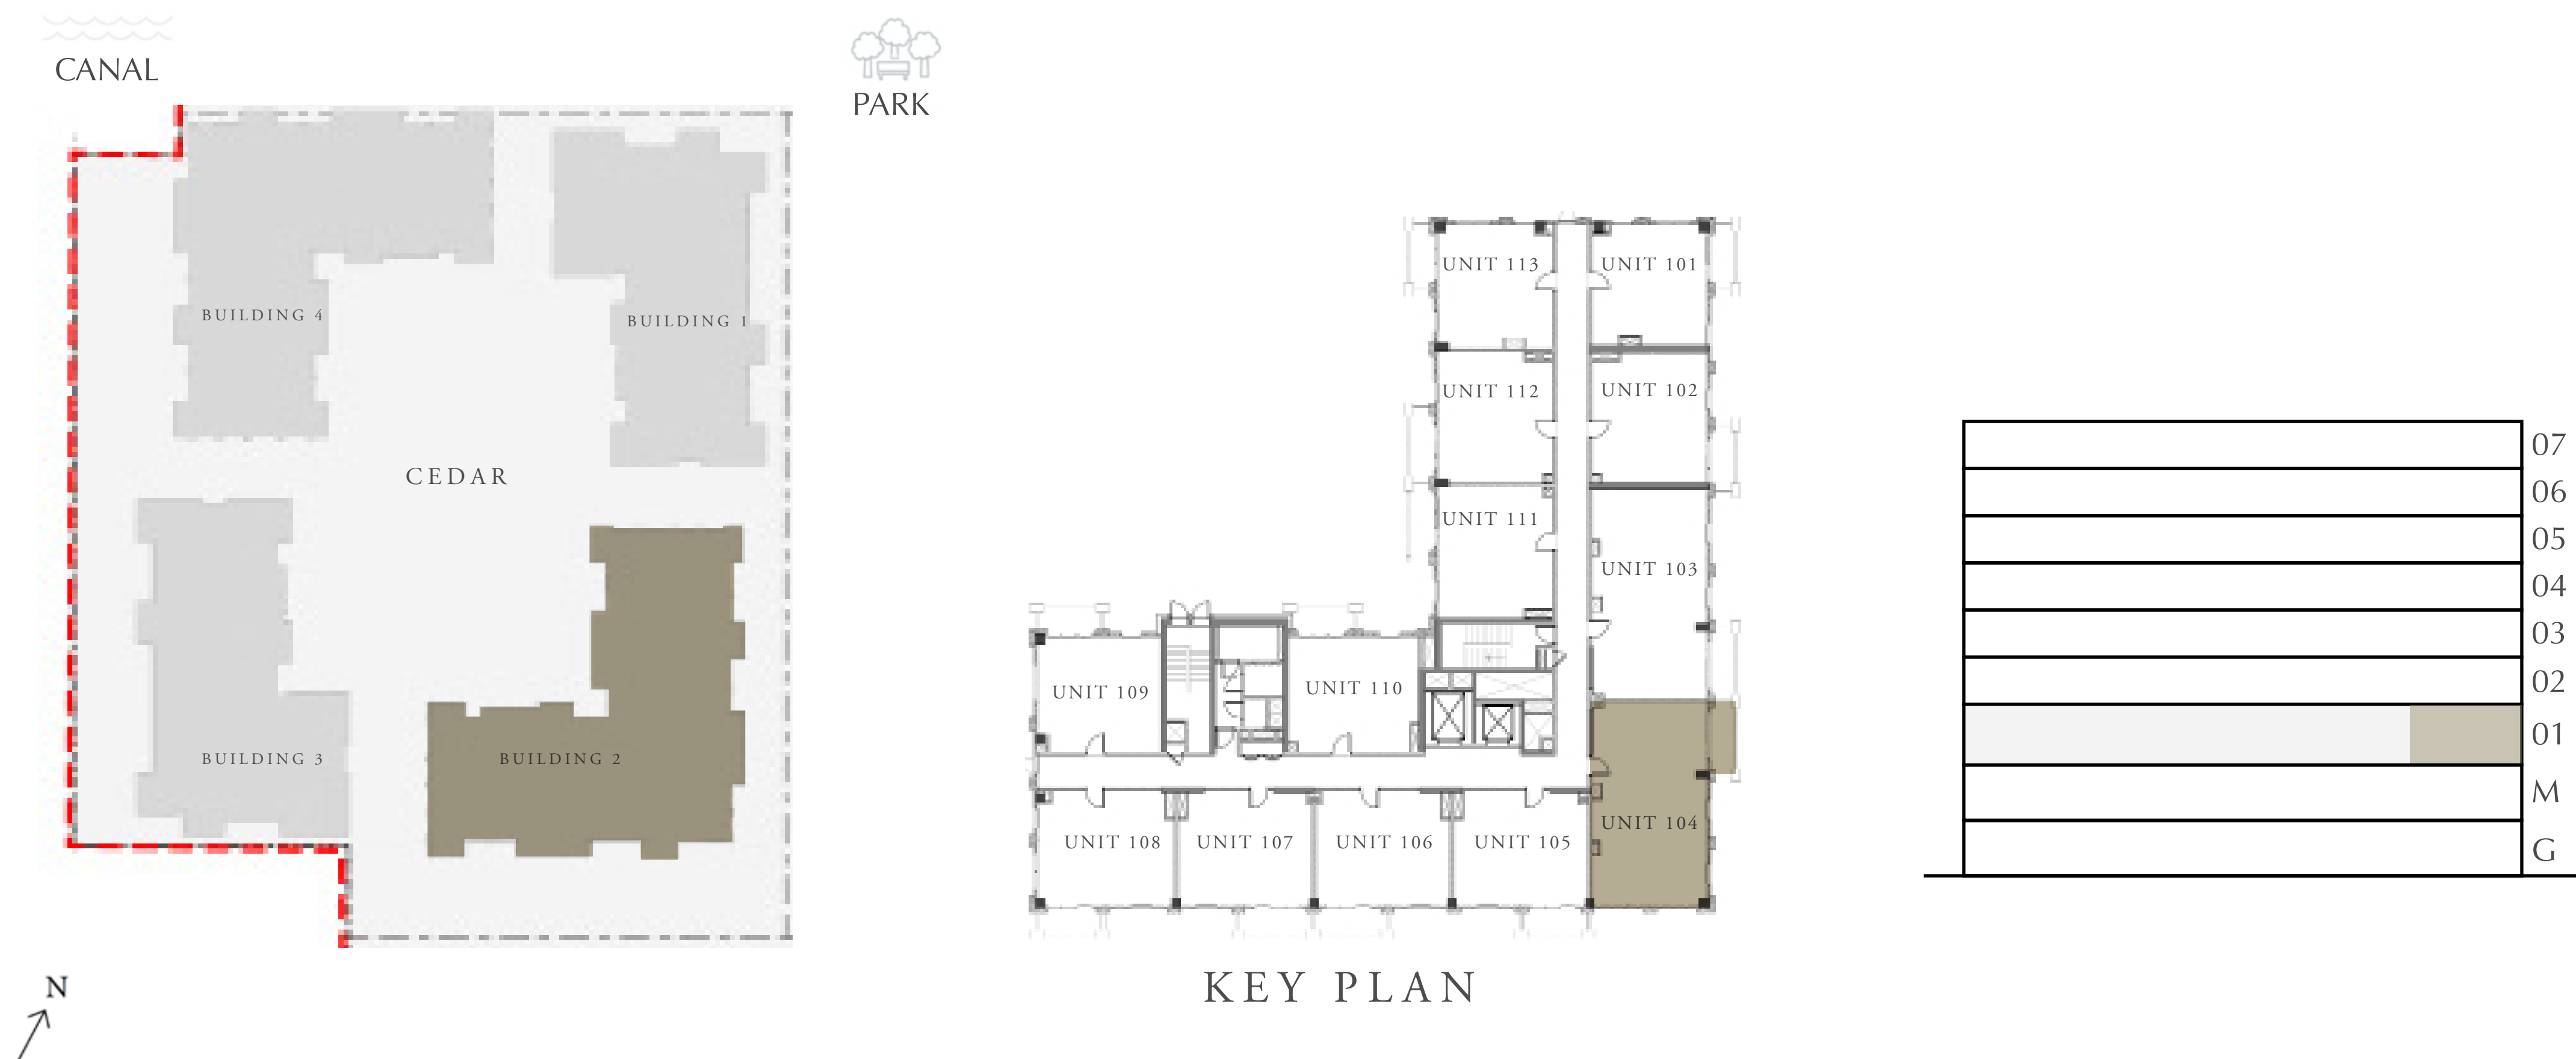 CANAL
PARK
BUILDING 4
BUILDING 1
CEDAR
BUILDING 3
BUILDING 2
N
UNIT 113
UNIT 101
UNIT 112
UNIT 102
UNIT 111
UNIT 103
UNIT 109
UNIT 110
UNIT 104
UNIT 108
UNIT 107
UNIT 106
UNIT 105
KEY PLAN
07
06
05
04
03
02
01
M
G